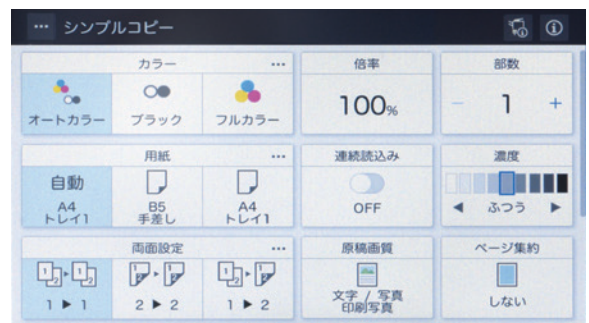 … シンプルコピー
カラー …
オートカラー
ブラック
フルカラー
倍率
100%
部数
− 1 +
用紙 …
自動
A4
トレイ1
B5
手差し
A4
トレイ1
連続読込み
OFF
濃度
◀ ふつう ▶
両面設定 …
1 ▶ 1
2 ▶ 2
1 ▶ 2
原稿画質
文字 / 写真
印刷写真
ページ集約
しない